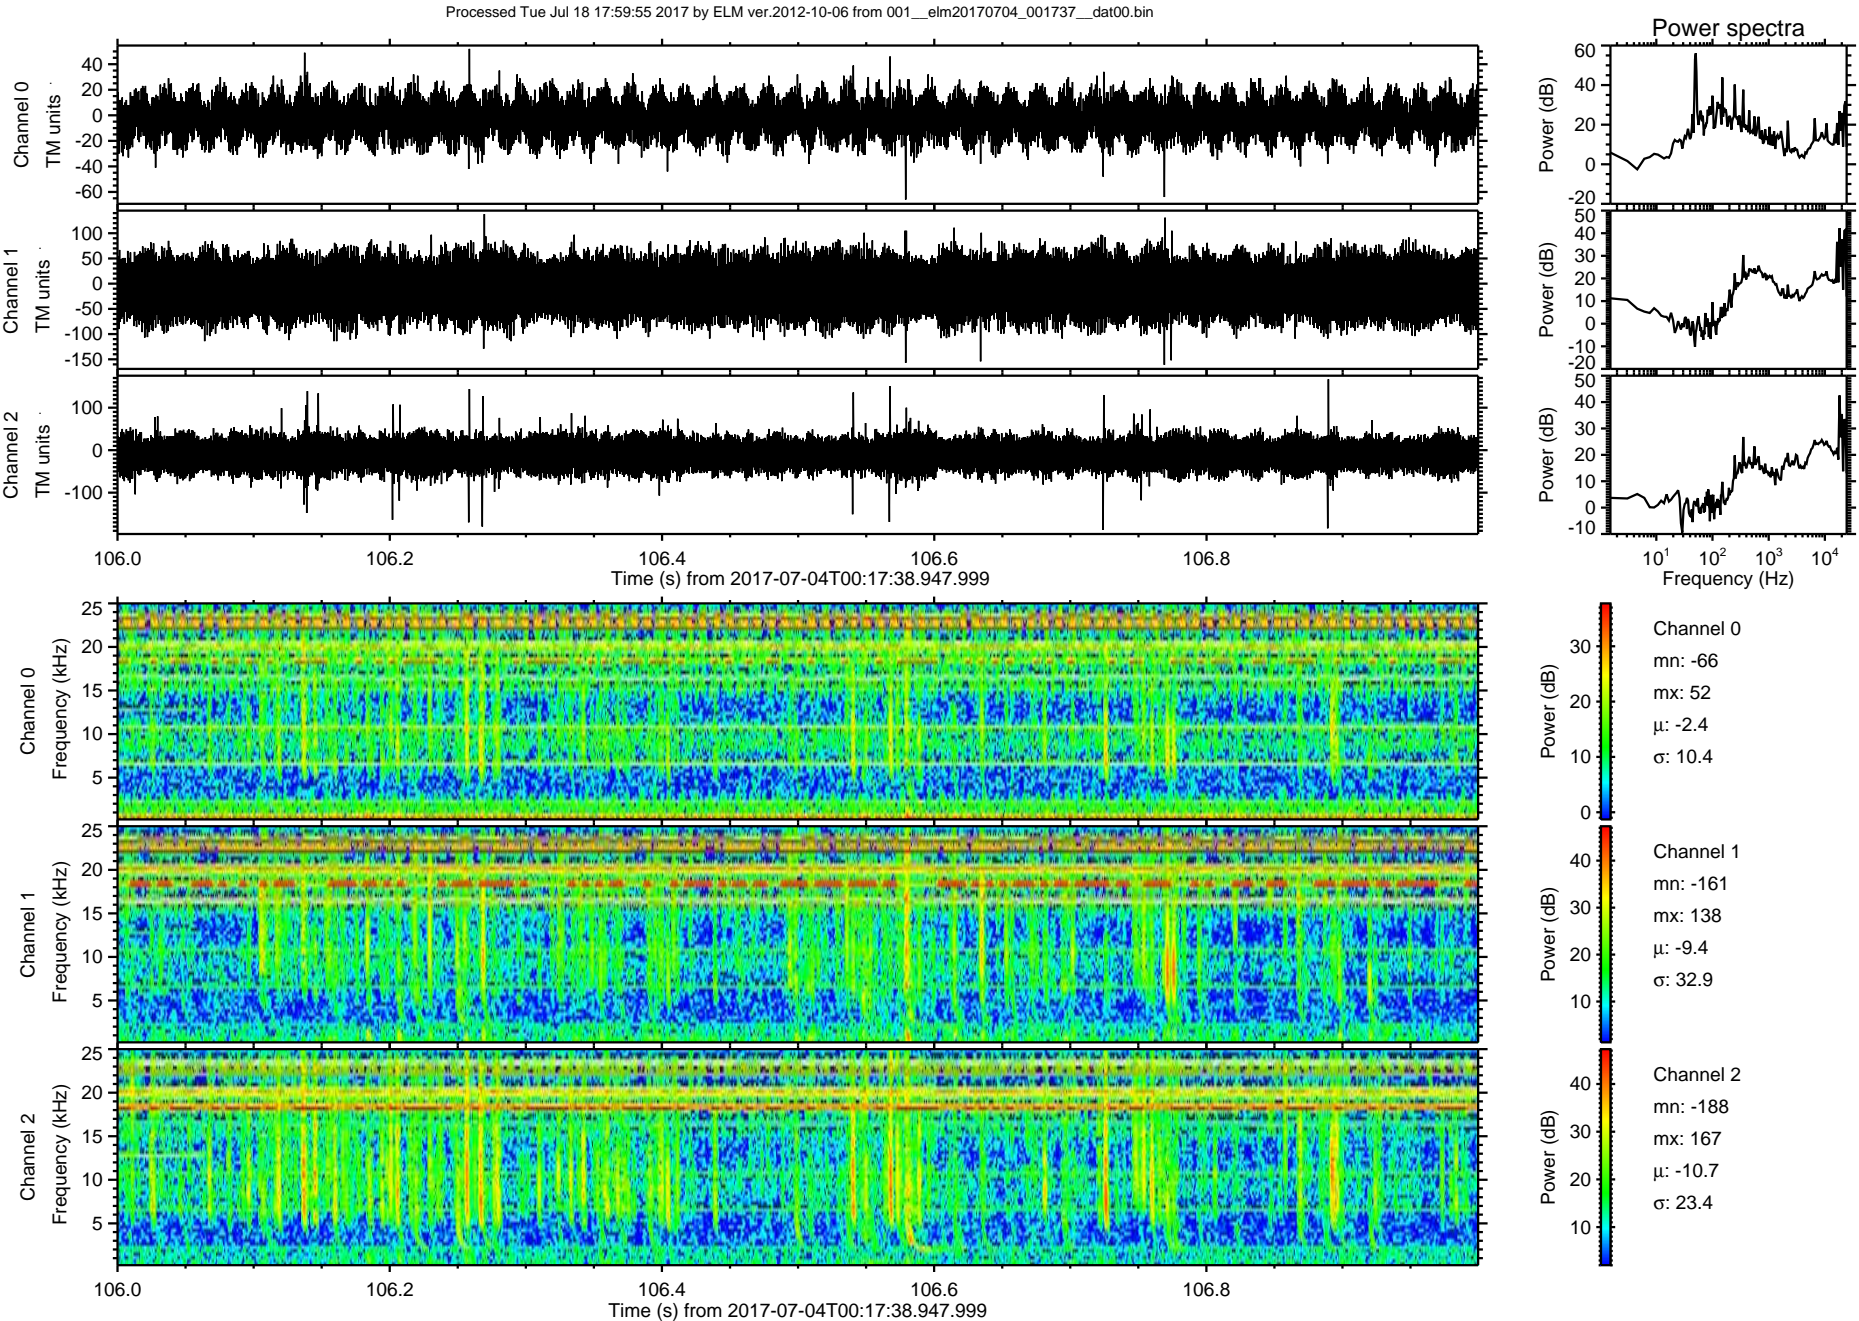 Processed Tue Jul 18 17:59:55 2017 by ELM ver.2012-10-06 from 001__elm20170704_001737__dat00.bin
Power spectra
Channel 0
TM units
40
20
0
-20
-40
-60
Power (dB)
60
40
20
0
-20
Channel 1
TM units
100
50
0
-50
-100
-150
Power (dB)
50
40
30
20
10
0
-10
-20
Channel 2
TM units
100
0
-100
Power (dB)
50
40
30
20
10
0
-10
106.0
106.2
106.4
106.6
106.8
Time (s) from 2017-07-04T00:17:38.947.999
10^1
10^2
10^3
10^4
Frequency (Hz)
Channel 0
Frequency (kHz)
25
20
15
10
5
Power (dB)
30
20
10
0
Channel 0
mn: -66
mx: 52
μ: -2.4
σ: 10.4
Channel 1
Frequency (kHz)
25
20
15
10
5
Power (dB)
40
30
20
10
Channel 1
mn: -161
mx: 138
μ: -9.4
σ: 32.9
Channel 2
Frequency (kHz)
25
20
15
10
5
Power (dB)
40
30
20
10
Channel 2
mn: -188
mx: 167
μ: -10.7
σ: 23.4
106.0
106.2
106.4
106.6
106.8
Time (s) from 2017-07-04T00:17:38.947.999